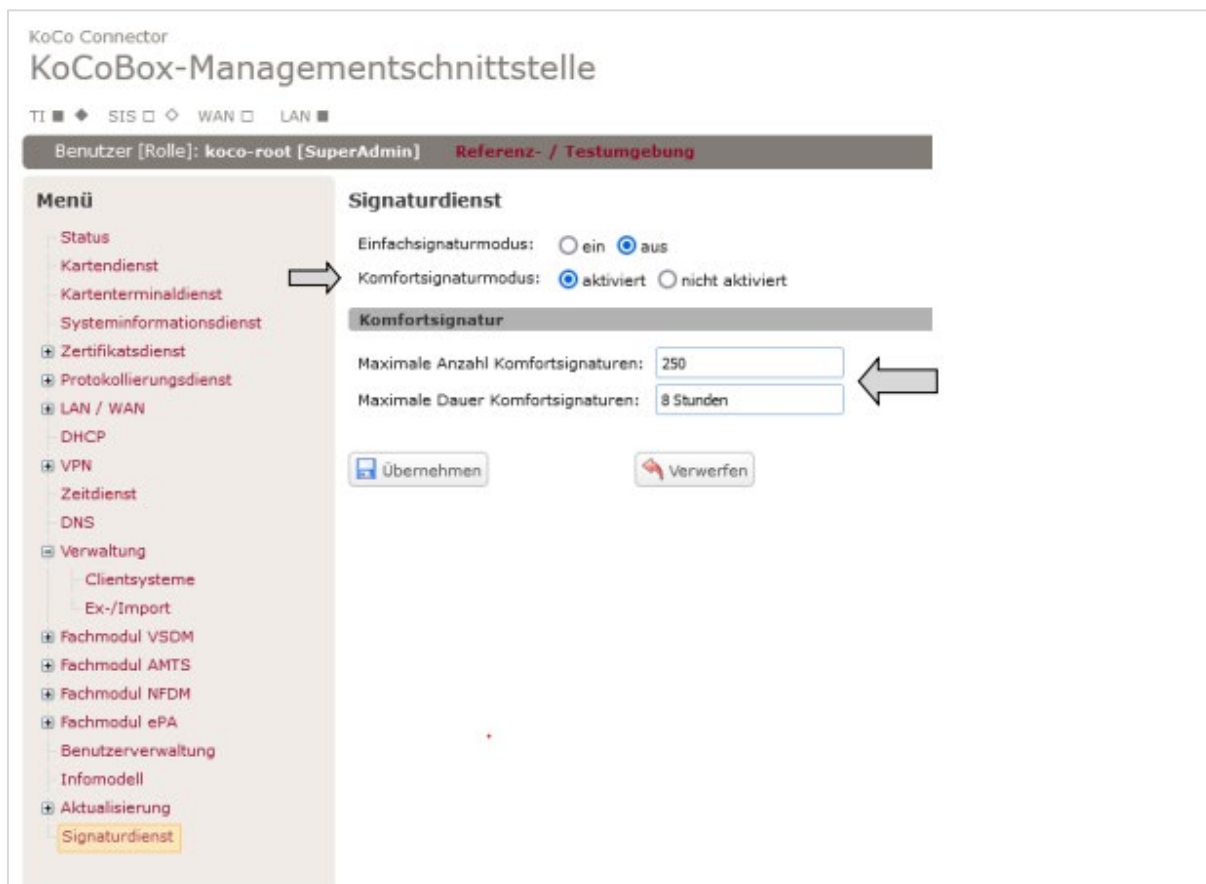 KoCo Connector
KoCoBox-Managementschnittstelle
TI SIS WAN LAN
Benutzer [Rolle]: koco-root [SuperAdmin] Referenz- / Testumgebung
Menü
Status
Kartendienst
Kartenterminaldienst
Systeminformationsdienst
Zertifikatsdienst
Protokollierungsdienst
LAN / WAN
DHCP
VPN
Zeitdienst
DNS
Verwaltung
Clientsysteme
Ex-/Import
Fachmodul VSDM
Fachmodul AMTS
Fachmodul NFDM
Fachmodul ePA
Benutzerverwaltung
Infomodell
Aktualisierung
Signaturdienst
Signaturdienst
Einfachsignaturmodus: ein aus
Komfortsignaturmodus: aktiviert nicht aktiviert
Komfortsignatur
Maximale Anzahl Komfortsignaturen: 250
Maximale Dauer Komfortsignaturen: 8 Stunden
Übernehmen Verwerfen